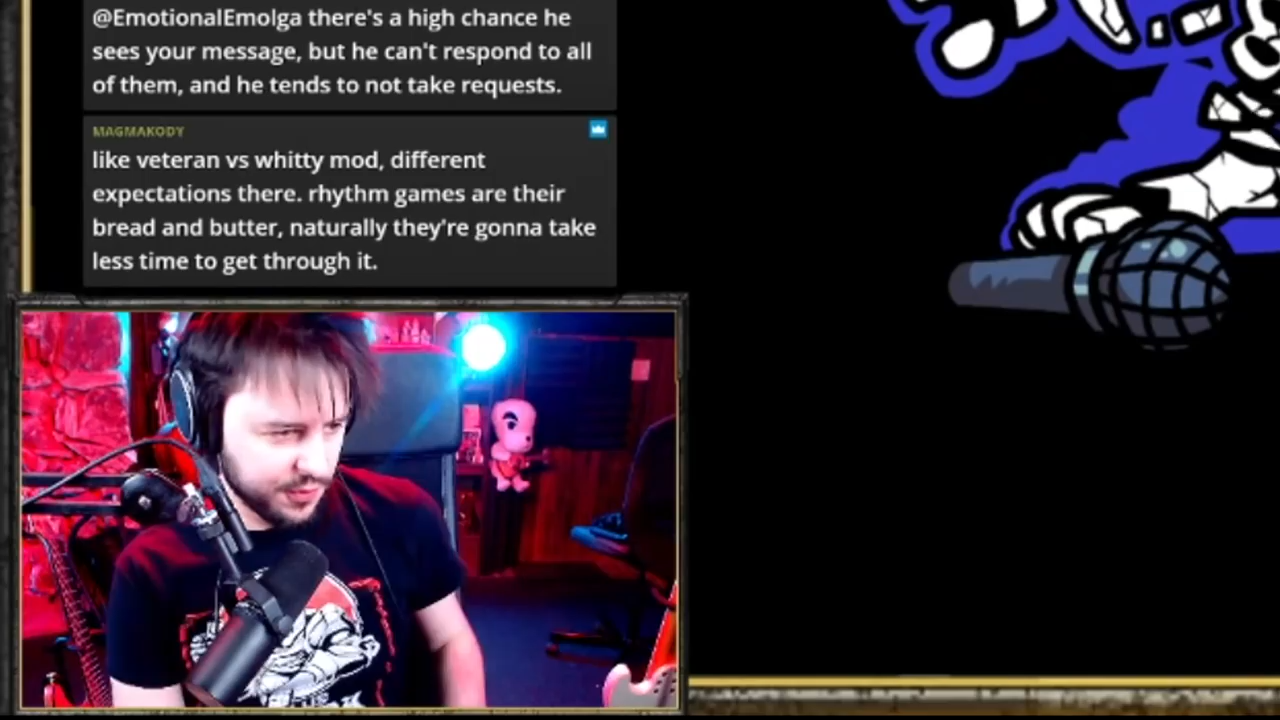 @EmotionalEmolga there's a high chance he
sees your message, but he can't respond to all
of them, and he tends to not take requests.
MAGMAKODY
like veteran vs whitty mod, different
expectations there. rhythm games are their
bread and butter, naturally they're gonna take
less time to get through it.